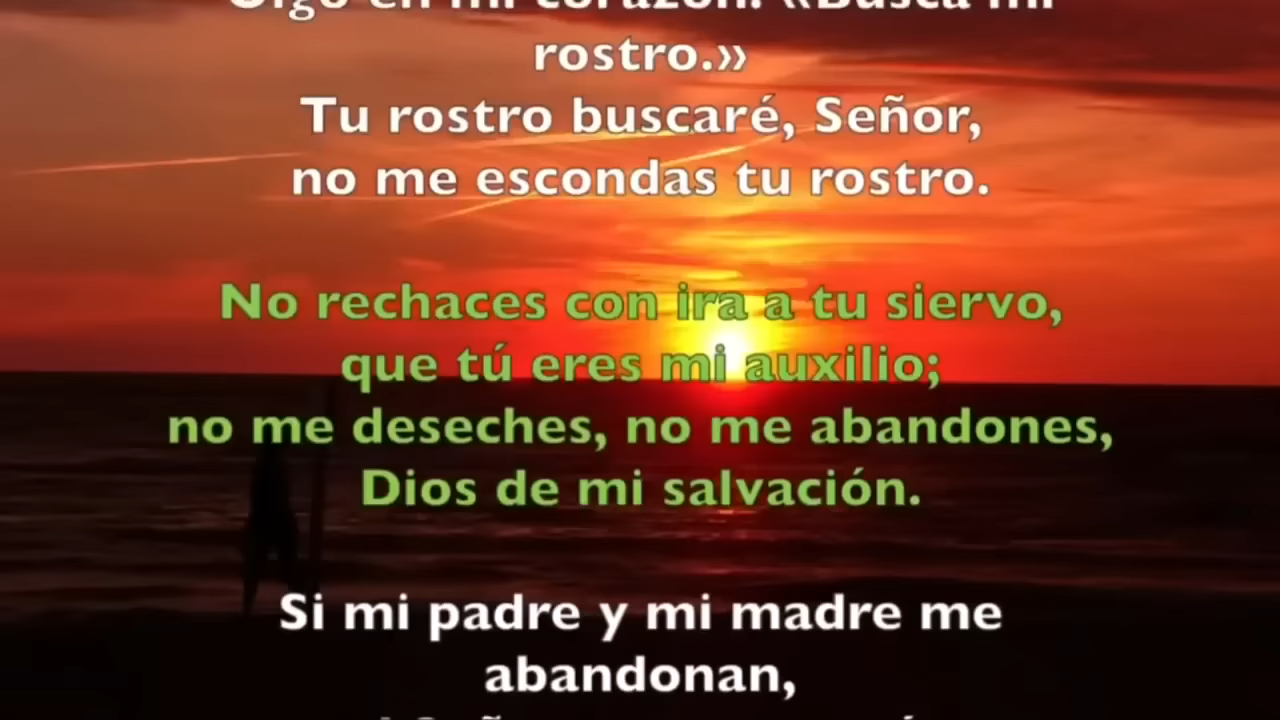 Oigo en mi corazón: «Busca mi
rostro.»
Tu rostro buscaré, Señor,
no me escondas tu rostro.
No rechaces con ira a tu siervo,
que tú eres mi auxilio;
no me deseches, no me abandones,
Dios de mi salvación.
Si mi padre y mi madre me
abandonan,